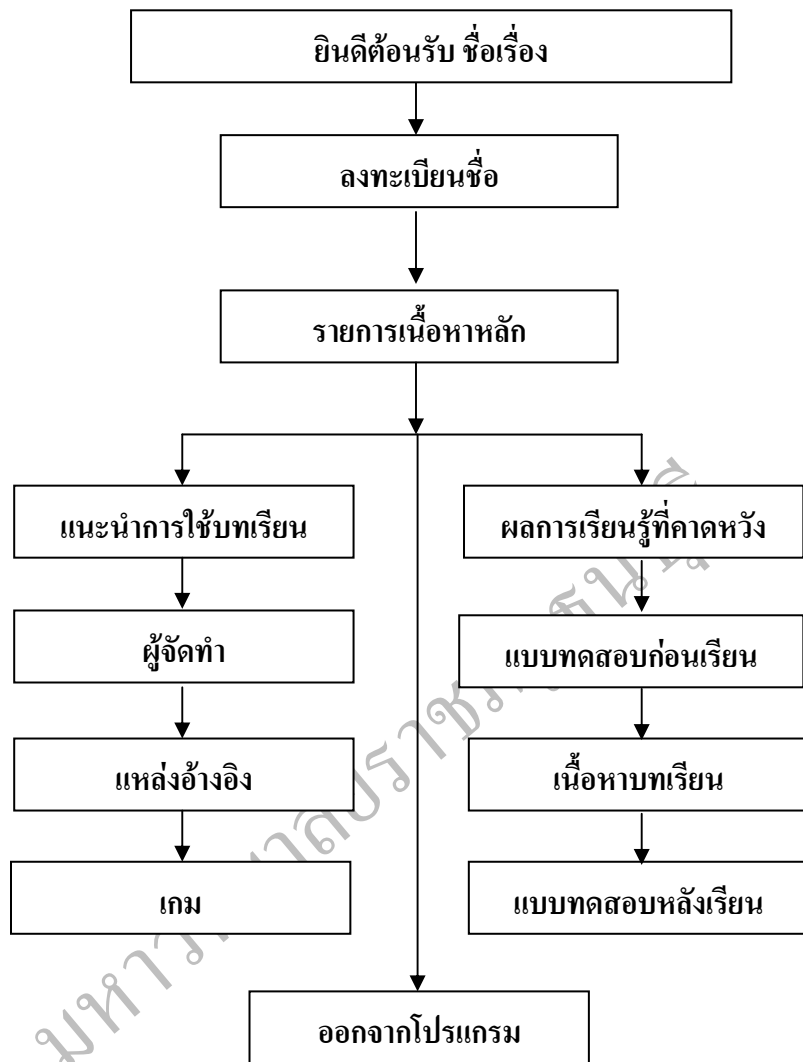 ยินดีต้อนรับ ชื่อเรื่อง
ลงทะเบียนชื่อ
รายการเนื้อหาหลัก
แนะนำการใช้บทเรียน
ผลการเรียนรู้ที่คาดหวัง
ผู้จัดทำ
แบบทดสอบก่อนเรียน
แหล่งอ้างอิง
เนื้อหาบทเรียน
เกม
แบบทดสอบหลังเรียน
ออกจากโปรแกรม